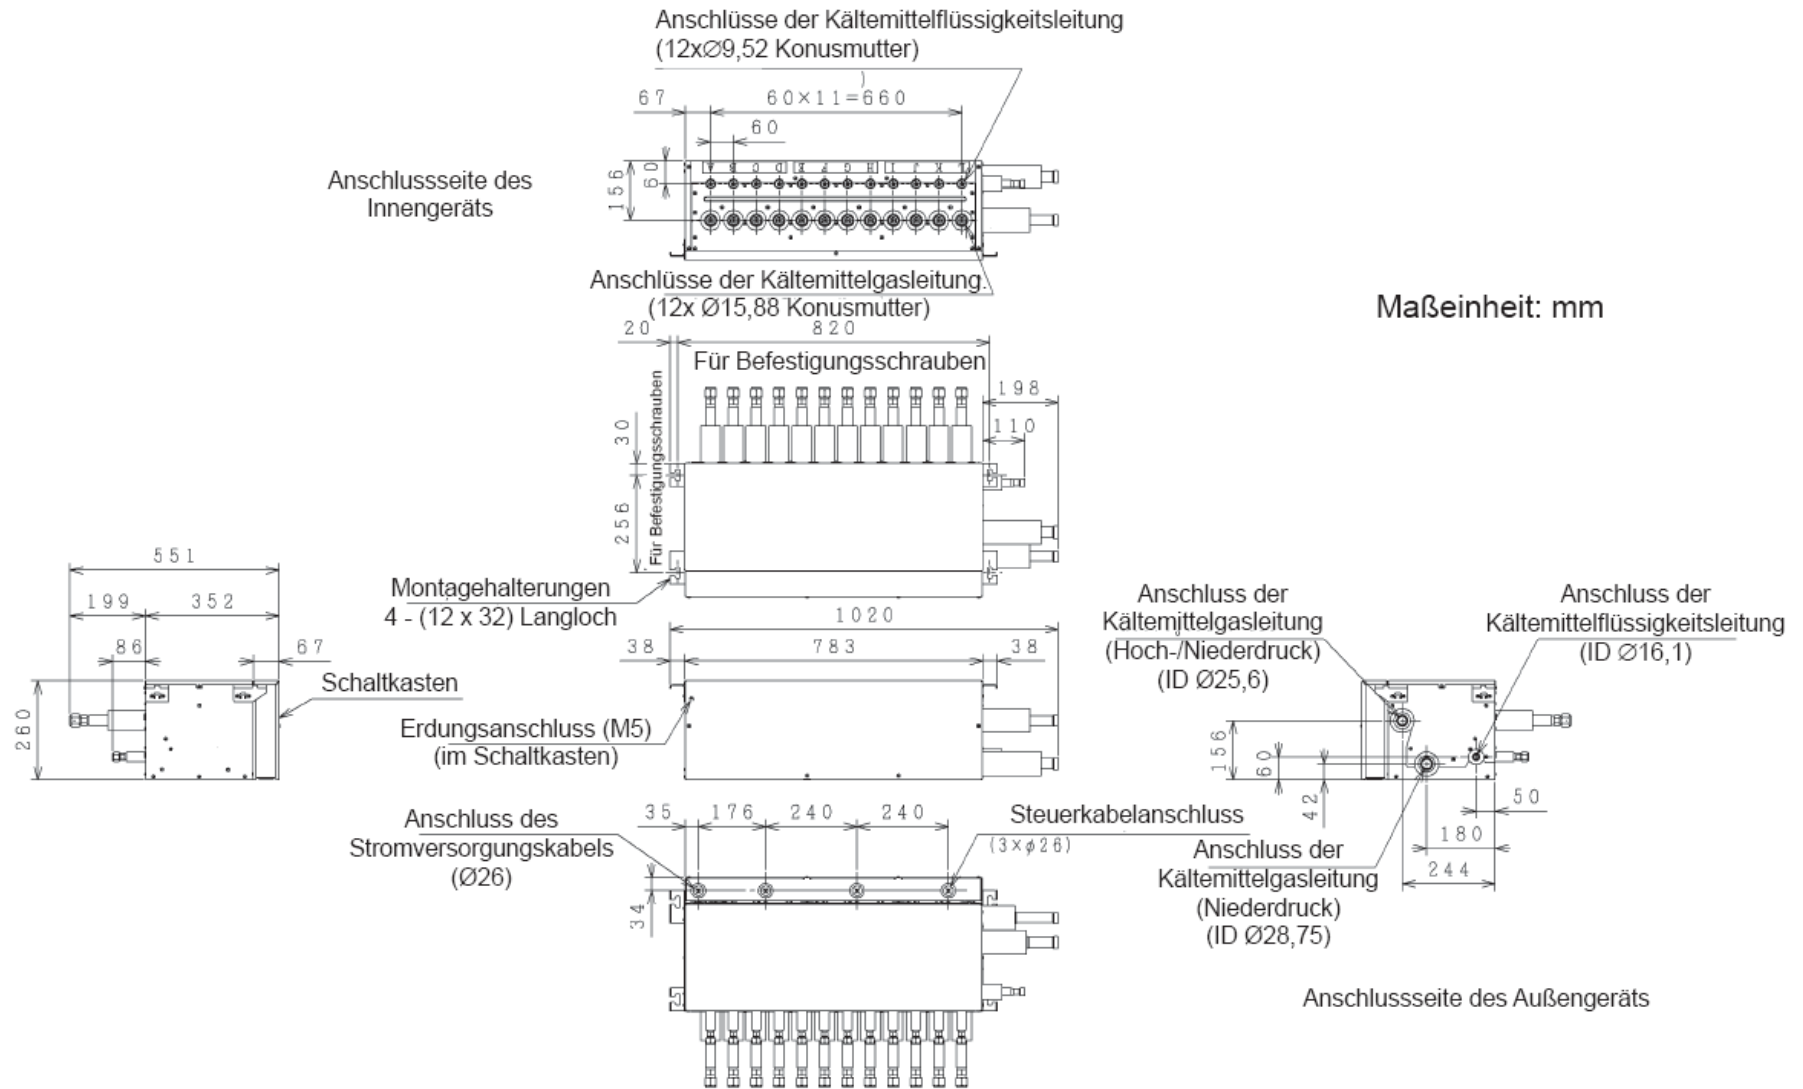 Anschlüsse der Kältemittelflüssigkeitsleitung
(12xØ9,52 Konusmutter)
)
67
60×11=660
60
Anschlussseite des
Innengeräts
156
60
A B C D E F G H I J K L
Anschlüsse der Kältemittelgasleitung.
(12x Ø15,88 Konusmutter)
Maßeinheit: mm
20
820
Für Befestigungsschrauben
198
110
30
256
Für Befestigungsschrauben
Montagehalterungen
4 - (12 x 32) Langloch
551
199
352
86
67
260
Schaltkasten
1020
38
783
38
Erdungsanschluss (M5)
(im Schaltkasten)
Anschluss der
Kältemittelgasleitung
(Hoch-/Niederdruck)
(ID Ø25,6)
Anschluss der
Kältemittelflüssigkeitsleitung
(ID Ø16,1)
156
60
42
50
180
244
Anschluss der
Kältemittelgasleitung
(Niederdruck)
(ID Ø28,75)
Anschluss des
Stromversorgungskabels
(Ø26)
35
176
240
240
Steuerkabelanschluss
(3×φ26)
34
Anschlussseite des Außengeräts